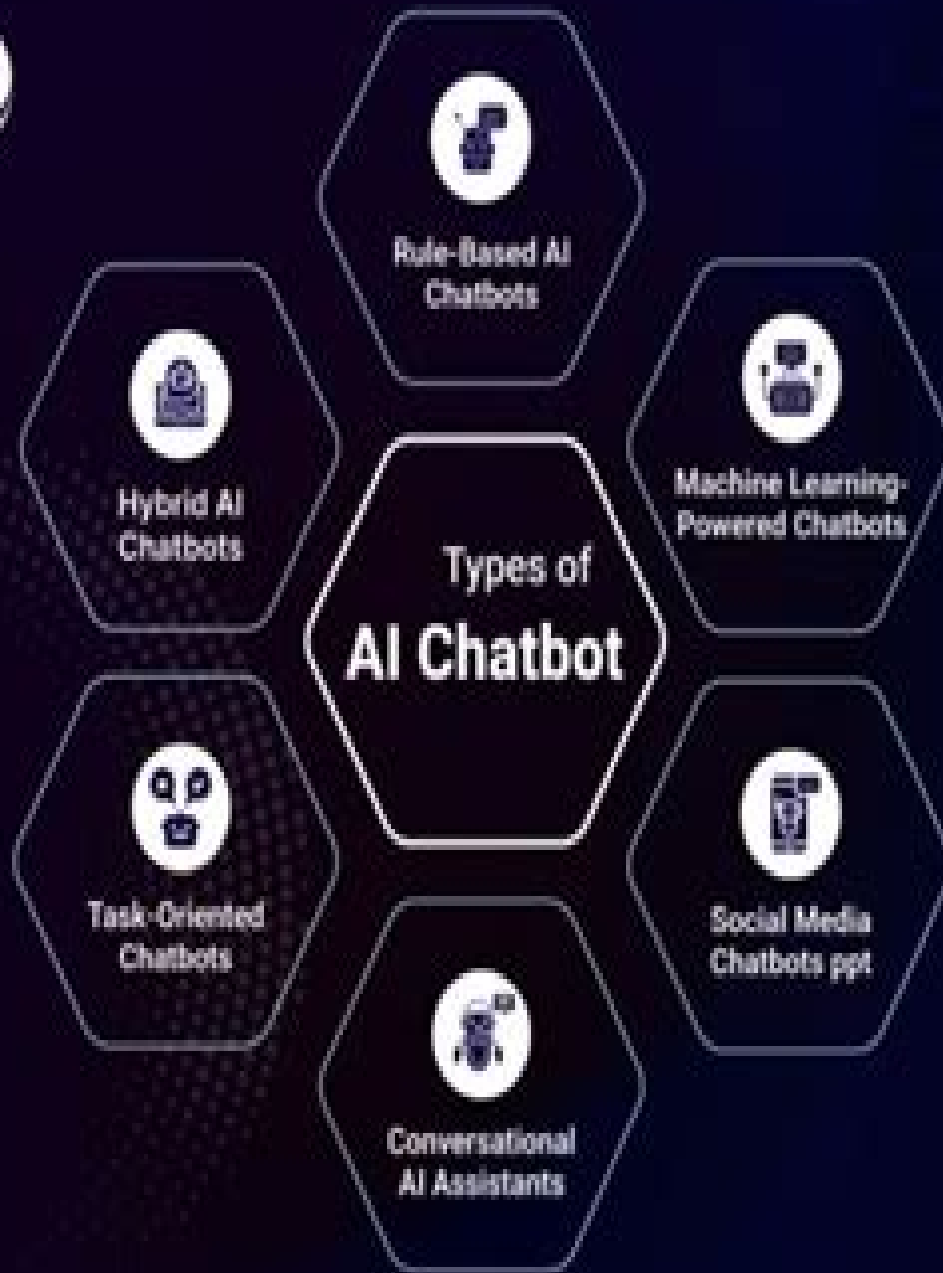 Rule-Based AI
Chatbots
Hybrid AI
Chatbots
Machine Learning-
Powered Chatbots
Types of
AI Chatbot
Task-Oriented
Chatbots
Social Media
Chatbots ppt
Conversational
AI Assistants